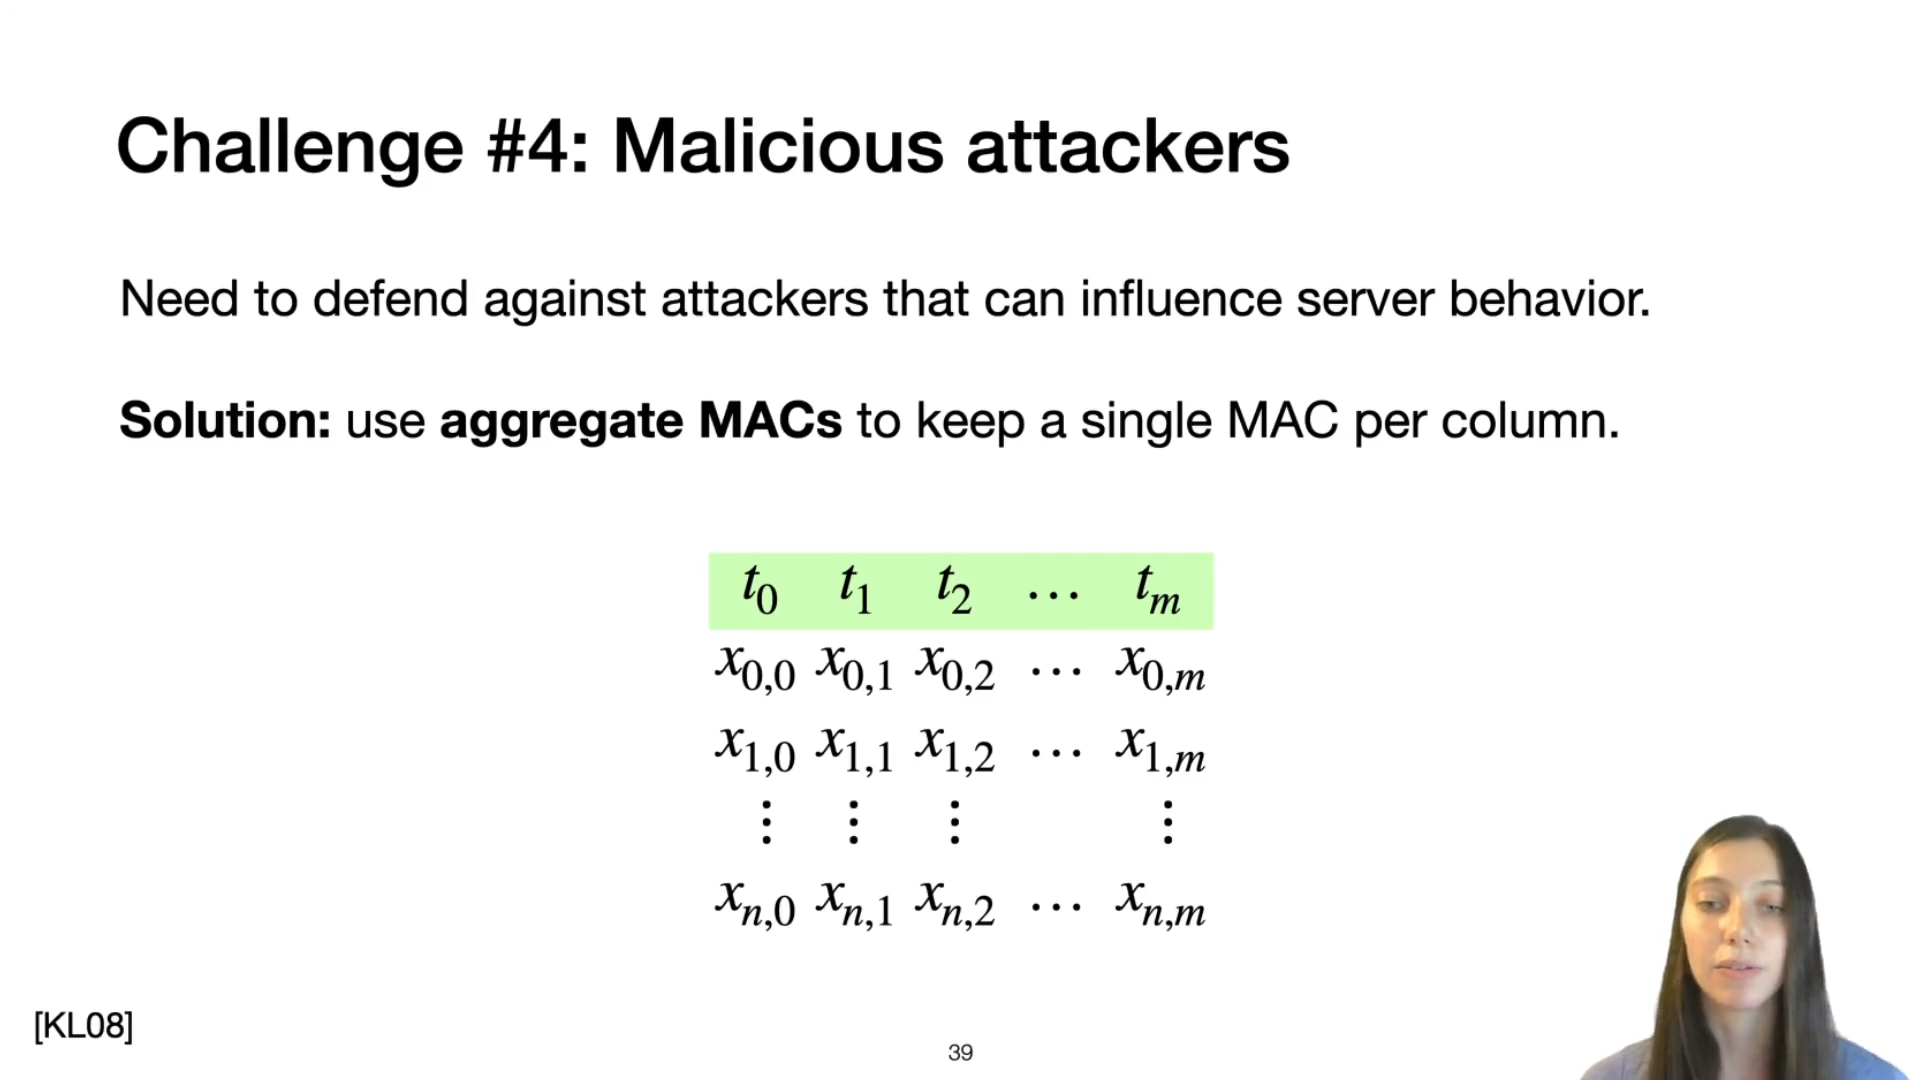 Challenge #4: Malicious attackers
Need to defend against attackers that can influence server behavior.
Solution: use aggregate MACs to keep a single MAC per column.
t₀ t₁ t₂ … tₘ
x₀,₀ x₀,₁ x₀,₂ … x₀,ₘ
x₁,₀ x₁,₁ x₁,₂ … x₁,ₘ
⋮ ⋮ ⋮ ⋮
xₙ,₀ xₙ,₁ xₙ,₂ … xₙ,ₘ
[KL08]
39